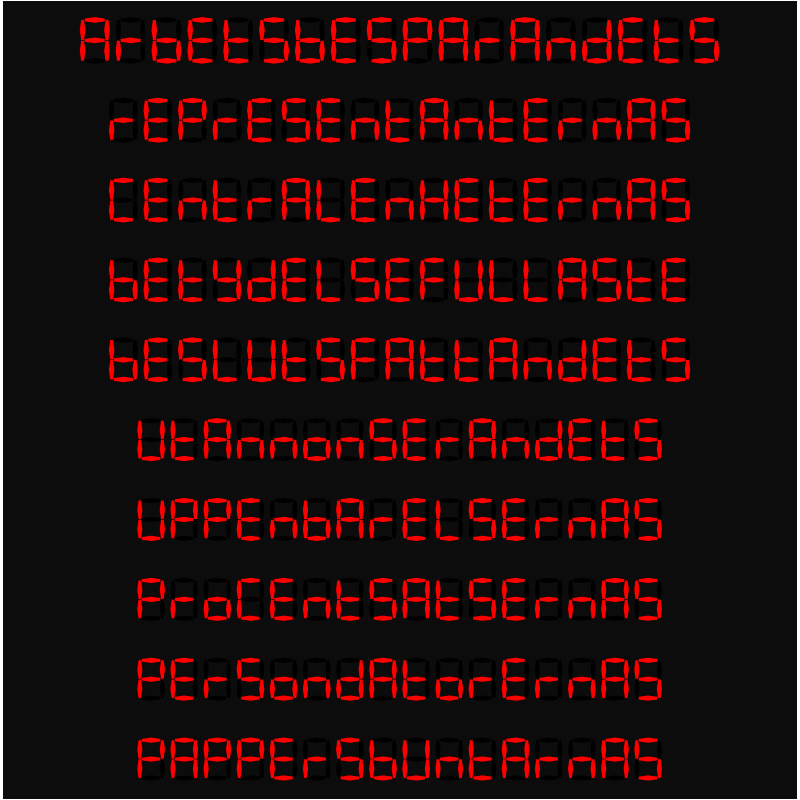 ArbEtSbESPArAndEtS
rEPrESEntAntErnAS
CEntrALEnHEtErnAS
bEtydELSEFULLAStE
bESLUtSFAttAndEtS
UtAnnonSErAndEtS
UPPEnbArELSErnAS
ProCEntSAtSErnAS
PErSondAtorErnAS
PAPPErSbUntArnAS